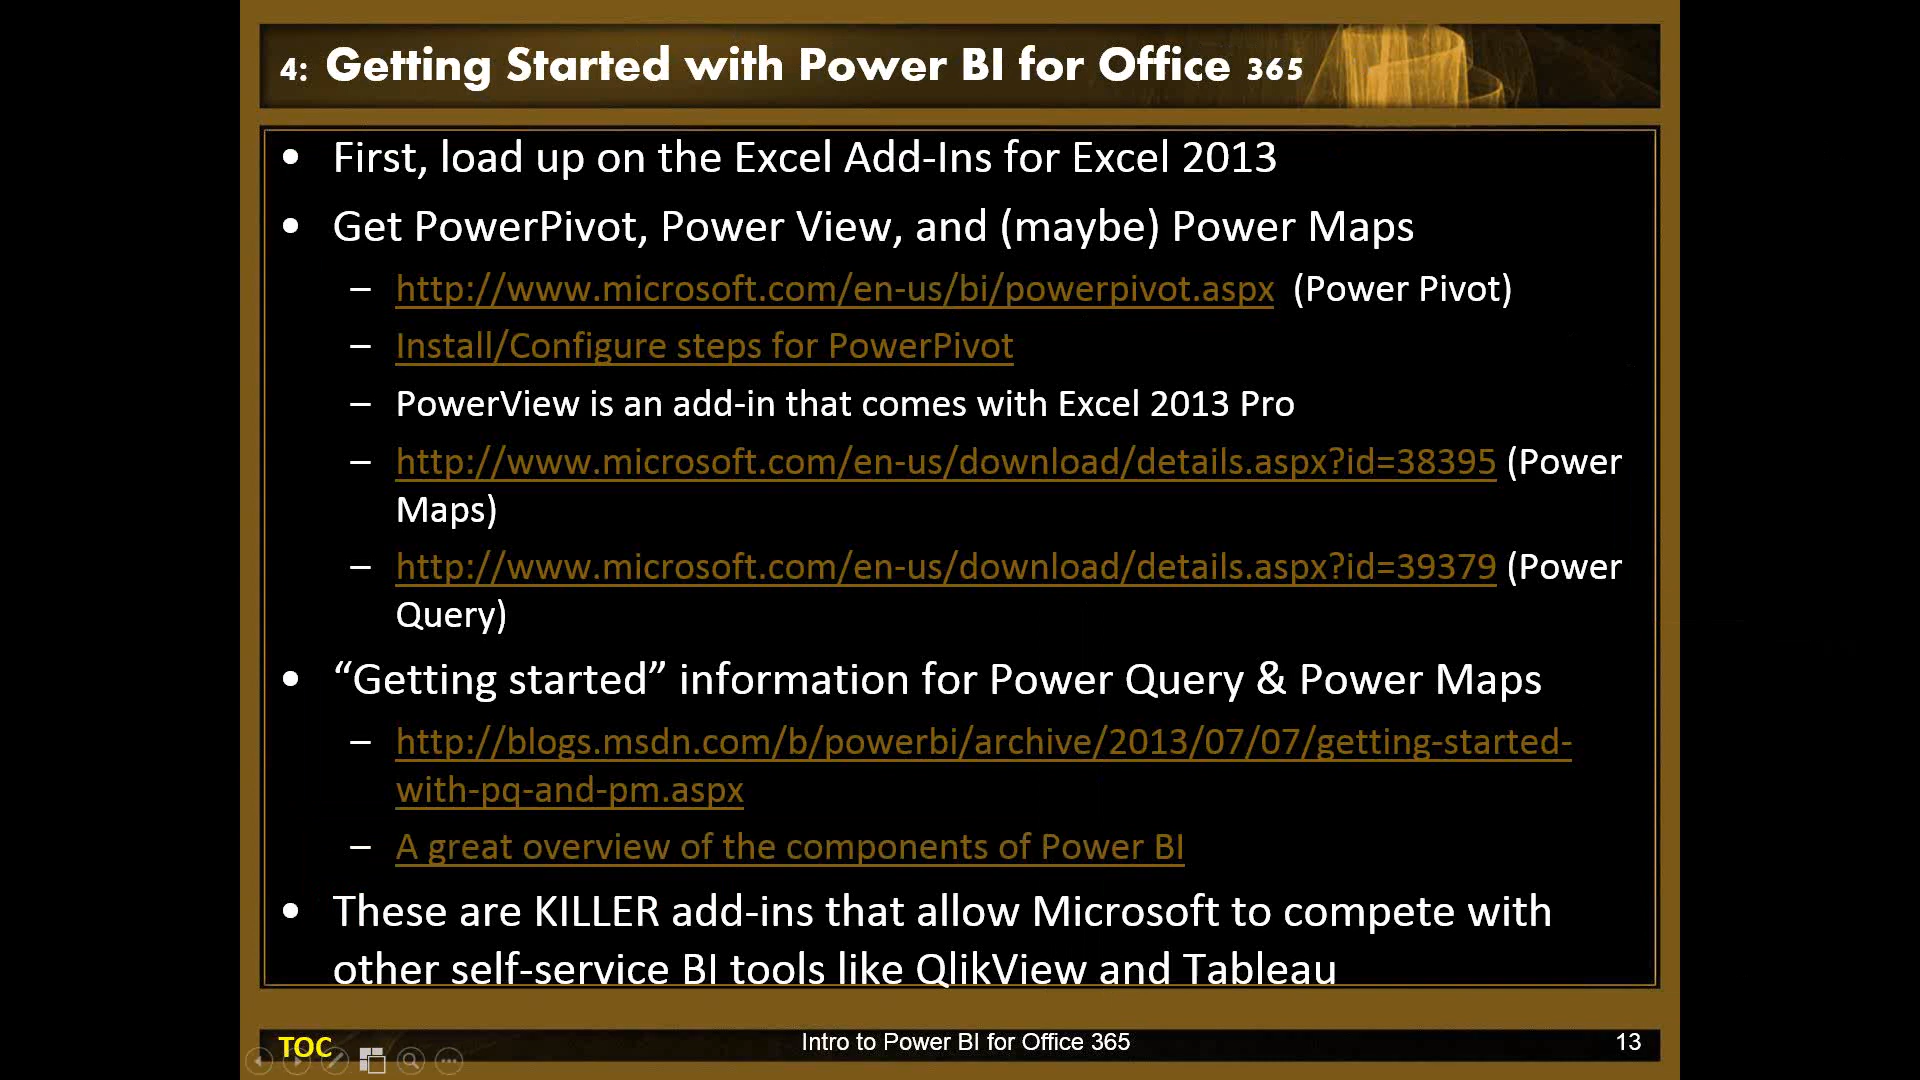 4: Getting Started with Power BI for Office 365
• First, load up on the Excel Add-Ins for Excel 2013
• Get PowerPivot, Power View, and (maybe) Power Maps
– http://www.microsoft.com/en-us/bi/powerpivot.aspx (Power Pivot)
– Install/Configure steps for PowerPivot
– PowerView is an add-in that comes with Excel 2013 Pro
– http://www.microsoft.com/en-us/download/details.aspx?id=38395 (Power
Maps)
– http://www.microsoft.com/en-us/download/details.aspx?id=39379 (Power
Query)
• “Getting started” information for Power Query & Power Maps
– http://blogs.msdn.com/b/powerbi/archive/2013/07/07/getting-started-
with-pq-and-pm.aspx
– A great overview of the components of Power BI
• These are KILLER add-ins that allow Microsoft to compete with
other self-service BI tools like QlikView and Tableau
TOC
Intro to Power BI for Office 365
13